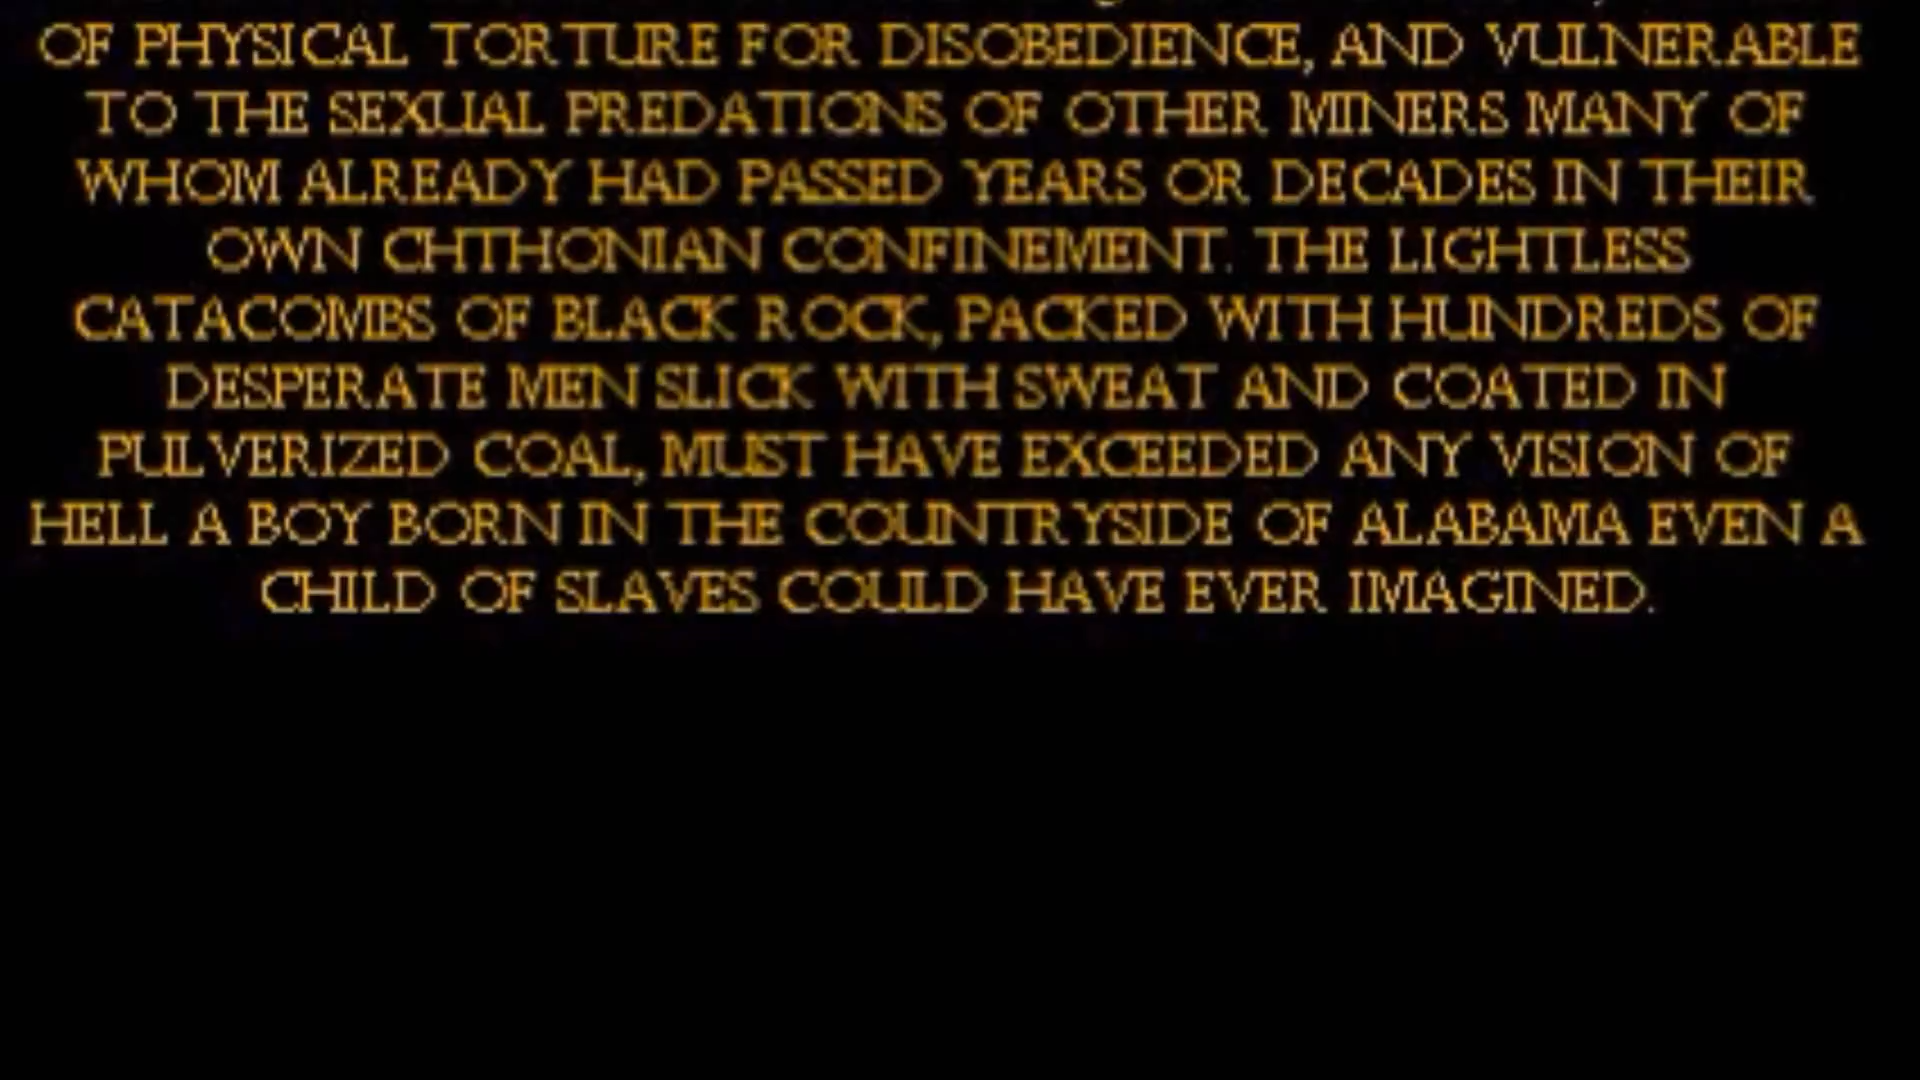 OF PHYSICAL TORTURE FOR DISOBEDIENCE, AND VULNERABLE
TO THE SEXUAL PREDATIONS OF OTHER MINERS MANY OF
WHOM ALREADY HAD PASSED YEARS OR DECADES IN THEIR
OWN CHTHONIAN CONFINEMENT. THE LIGHTLESS
CATACOMBS OF BLACK ROCK, PACKED WITH HUNDREDS OF
DESPERATE MEN SLICK WITH SWEAT AND COATED IN
PULVERIZED COAL, MUST HAVE EXCEEDED ANY VISION OF
HELL A BOY BORN IN THE COUNTRYSIDE OF ALABAMA EVEN A
CHILD OF SLAVES COULD HAVE EVER IMAGINED.